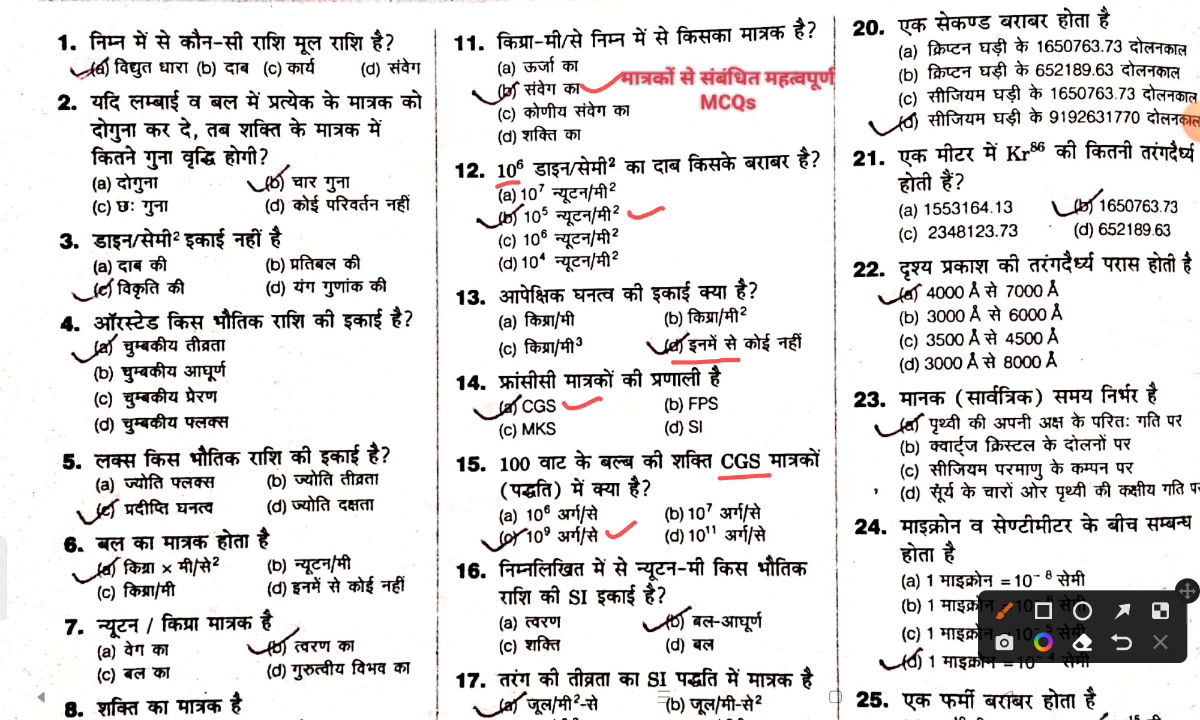 1. निम्न में से कौन-सी राशि मूल राशि है?
(a) विद्युत धारा (b) दाब (c) कार्य (d) संवेग
2. यदि लम्बाई व बल में प्रत्येक के मात्रक को
दोगुना कर दे, तब शक्ति के मात्रक में
कितने गुना वृद्धि होगी?
(a) दोगुना (b) चार गुना
(c) छः गुना (d) कोई परिवर्तन नहीं
3. डाइन/सेमी² इकाई नहीं है
(a) दाब की (b) प्रतिबल की
(c) विकृति की (d) यंग गुणांक की
4. ऑरस्टेड किस भौतिक राशि की इकाई है?
(a) चुम्बकीय तीव्रता
(b) चुम्बकीय आघूर्ण
(c) चुम्बकीय प्रेरण
(d) चुम्बकीय फ्लक्स
5. लक्स किस भौतिक राशि की इकाई है?
(a) ज्योति फ्लक्स (b) ज्योति तीव्रता
(c) प्रदीप्ति घनत्व (d) ज्योति दक्षता
6. बल का मात्रक होता है
(a) किग्रा × मी/से² (b) न्यूटन/मी
(c) किग्रा/मी (d) इनमें से कोई नहीं
7. न्यूटन / किग्रा मात्रक है
(a) वेग का (b) त्वरण का
(c) बल का (d) गुरुत्वीय विभव का
8. शक्ति का मात्रक है
11. किग्रा-मी/से निम्न में से किसका मात्रक है?
(a) ऊर्जा का
(b) संवेग का
(c) कोणीय संवेग का
(d) शक्ति का
मात्रकों से संबंधित महत्वपूर्ण
MCQs
12. 10⁶ डाइन/सेमी² का दाब किसके बराबर है?
(a) 10⁷ न्यूटन/मी²
(b) 10⁵ न्यूटन/मी²
(c) 10⁶ न्यूटन/मी²
(d) 10⁴ न्यूटन/मी²
13. आपेक्षिक घनत्व की इकाई क्या है?
(a) किग्रा/मी (b) किग्रा/मी²
(c) किग्रा/मी³ (d) इनमें से कोई नहीं
14. फ्रांसीसी मात्रकों की प्रणाली है
(a) CGS (b) FPS
(c) MKS (d) SI
15. 100 वाट के बल्ब की शक्ति CGS मात्रकों
(पद्धति) में क्या है?
(a) 10⁶ अर्ग/से (b) 10⁷ अर्ग/से
(c) 10⁹ अर्ग/से (d) 10¹¹ अर्ग/से
16. निम्नलिखित में से न्यूटन-मी किस भौतिक
राशि की SI इकाई है?
(a) त्वरण (b) बल-आघूर्ण
(c) शक्ति (d) बल
17. तरंग की तीव्रता का SI पद्धति में मात्रक है
(a) जूल/मी²-से (b) जूल/मी-से²
20. एक सेकण्ड बराबर होता है
(a) क्रिप्टन घड़ी के 1650763.73 दोलनकाल
(b) क्रिप्टन घड़ी के 652189.63 दोलनकाल
(c) सीजियम घड़ी के 1650763.73 दोलनकाल
(d) सीजियम घड़ी के 9192631770 दोलनकाल
21. एक मीटर में Kr⁸⁶ की कितनी तरंगदैर्ध्य
होती हैं?
(a) 1553164.13 (b) 1650763.73
(c) 2348123.73 (d) 652189.63
22. दृश्य प्रकाश की तरंगदैर्ध्य परास होती है
(a) 4000 Å से 7000 Å
(b) 3000 Å से 6000 Å
(c) 3500 Å से 4500 Å
(d) 3000 Å से 8000 Å
23. मानक (सार्वत्रिक) समय निर्भर है
(a) पृथ्वी की अपनी अक्ष के परितः गति पर
(b) क्वार्ट्ज क्रिस्टल के दोलनों पर
(c) सीजियम परमाणु के कम्पन पर
(d) सूर्य के चारों ओर पृथ्वी की कक्षीय गति
24. माइक्रोन व सेण्टीमीटर के बीच सम्बन्ध
होता है
(a) 1 माइक्रोन = 10⁻⁸ सेमी
(b) 1 माइक्रोन
(c) 1 माइक्रोन = 10⁻⁵ सेमी
(d) 1 माइक्रोन = 10⁻⁴ सेमी
25. एक फर्मी बराबर होता है